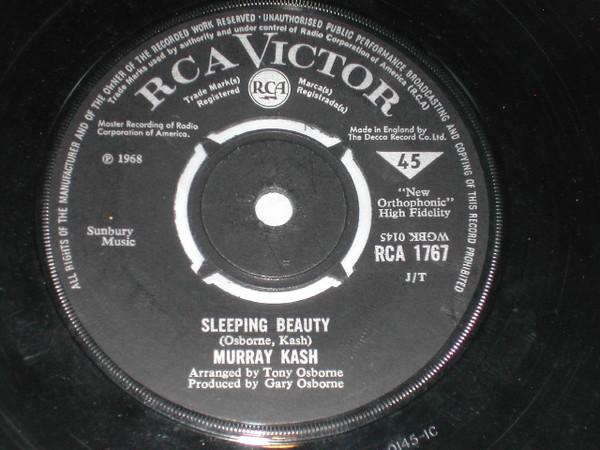 ALL RIGHTS OF THE MANUFACTURER AND OF THE OWNER OF THE RECORDED WORK RESERVED · UNAUTHORISED PUBLIC PERFORMANCE BROADCASTING AND COPYING OF THIS RECORD PROHIBITED
Trade Marks used by authority and under control of Radio Corporation of America (R.C.A)
RCA VICTOR
Trade Mark(s)
Registered
RCA
Marca(s)
Registrada(s)
Master Recording of Radio
Corporation of America.
Made in England by
The Decca Record Co. Ltd.
℗ 1968
45
"New
Orthophonic"
High Fidelity
Sunbury
Music
WGBK 0145
RCA 1767
J/T
SLEEPING BEAUTY
(Osborne, Kash)
MURRAY KASH
Arranged by Tony Osborne
Produced by Gary Osborne
0145-1C